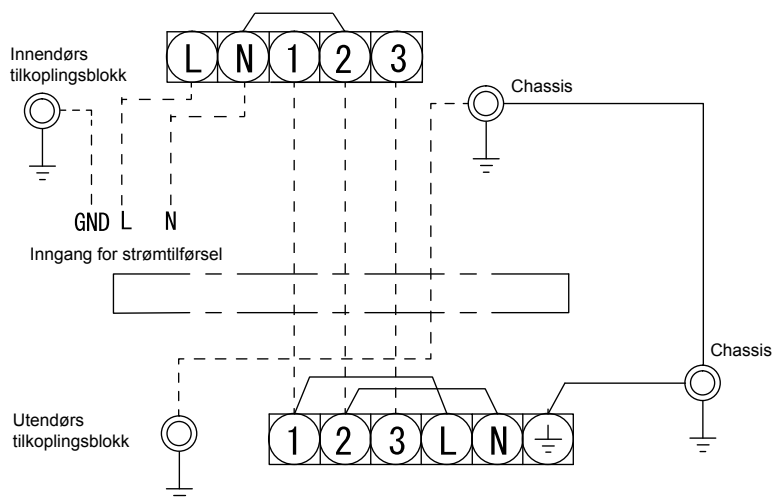 L N 1 2 3
Innendørs
tilkoplingsblokk
Chassis
GND L N
Inngang for strømtilførsel
Chassis
Utendørs
tilkoplingsblokk
1 2 3 L N